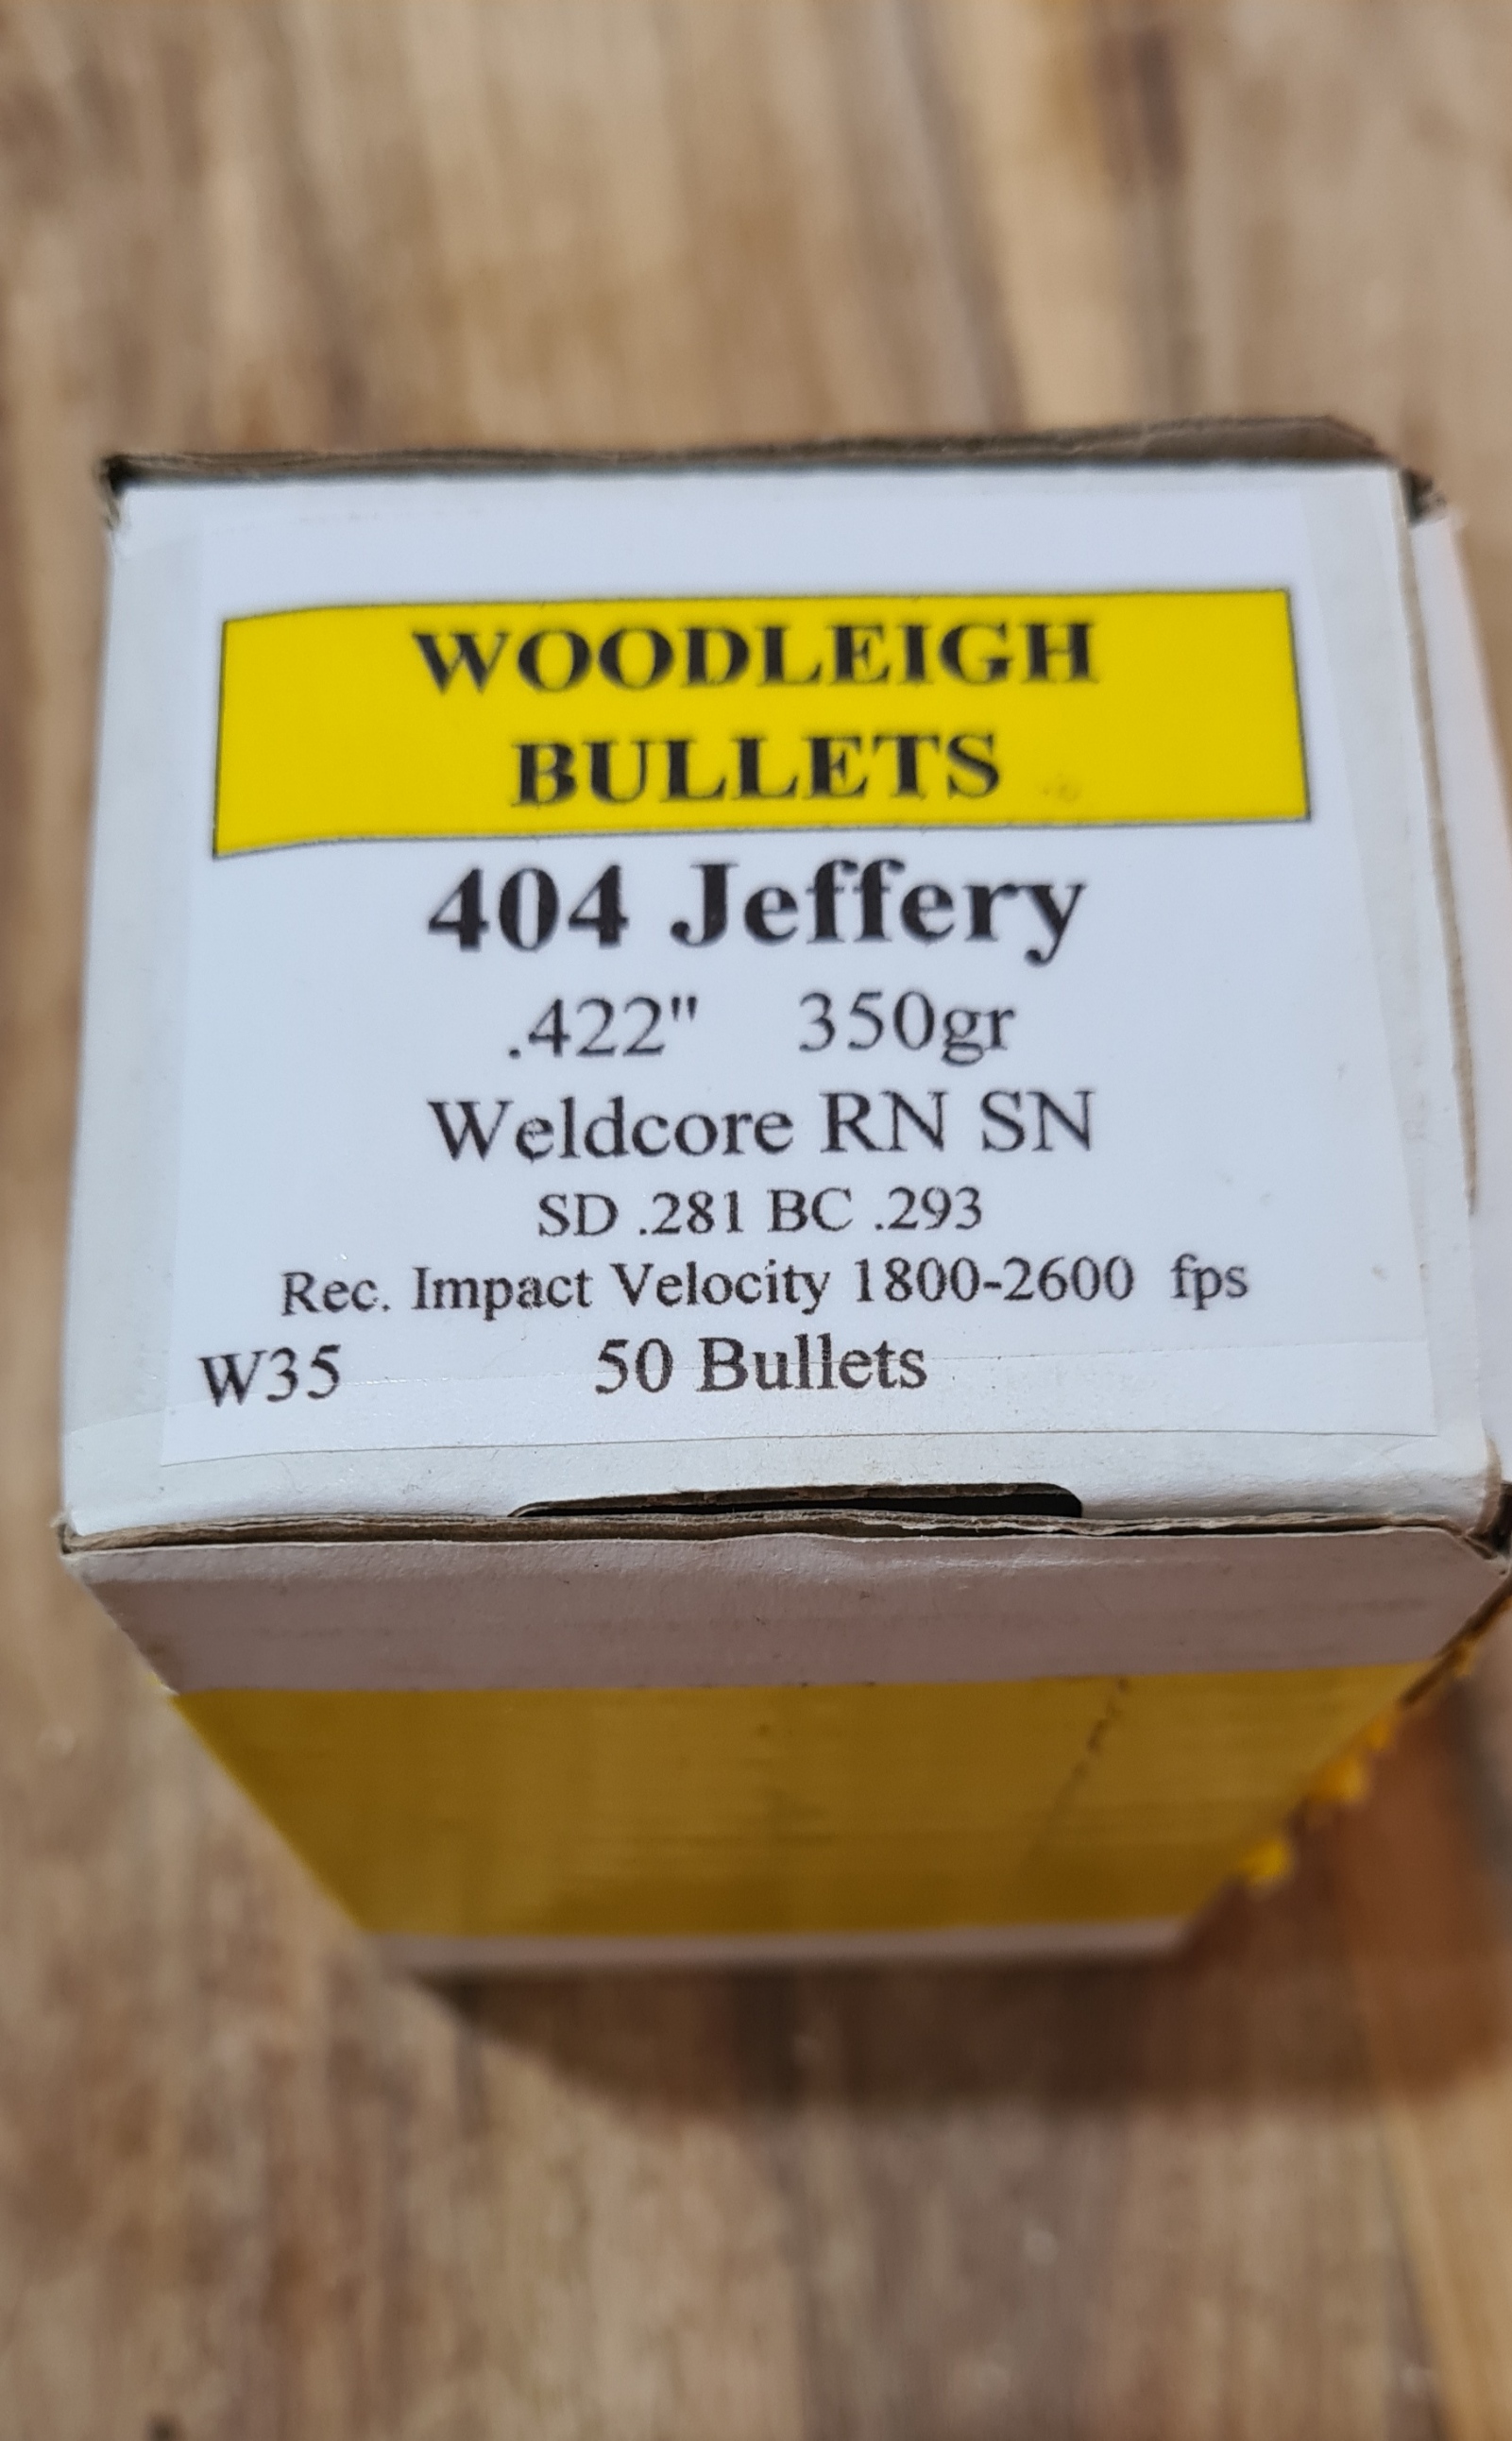 WOODLEIGH
BULLETS
404 Jeffery
.422" 350gr
Weldcore RN SN
SD .281 BC .293
Rec. Impact Velocity 1800-2600 fps
W35 50 Bullets